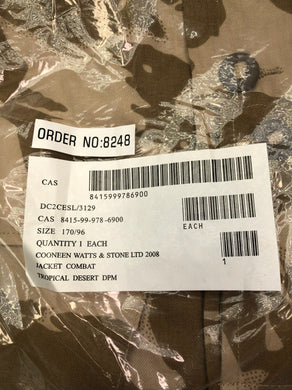 ORDER NO:8248
CAS
8415999786900
DC2CESL/3129
CAS 8415-99-978-6900
EACH
SIZE 170/96
QUANTITY 1 EACH
COONEEN WATTS & STONE LTD 2008
JACKET COMBAT
1
TROPICAL DESERT DPM